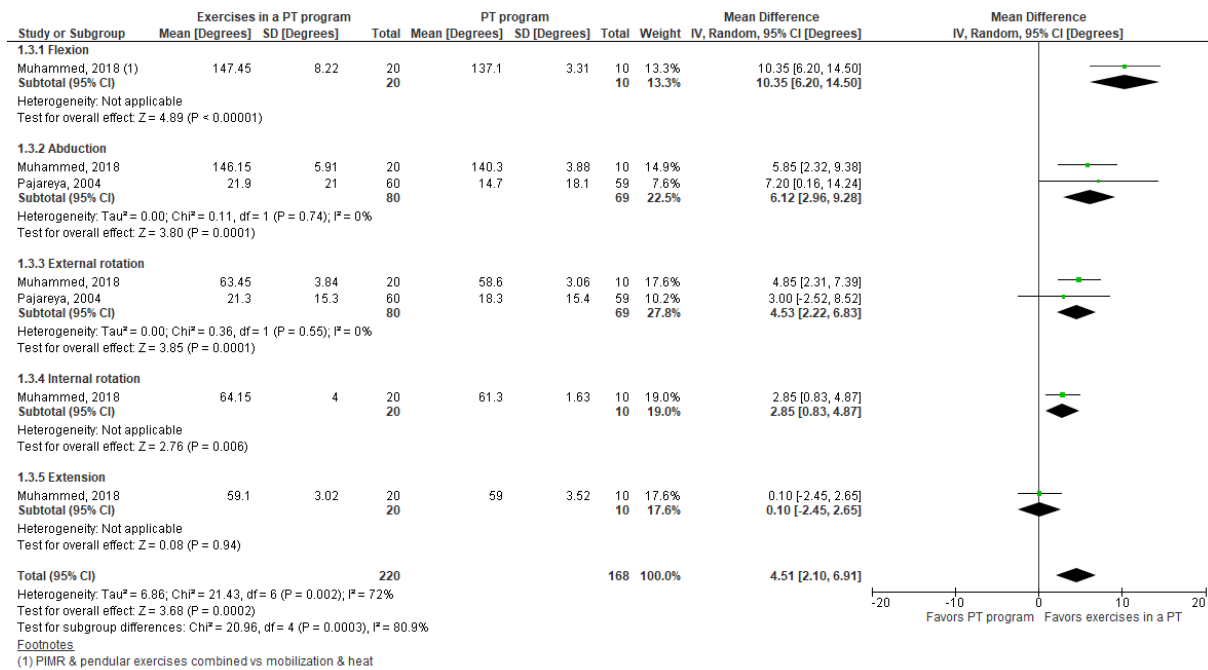 Exercises in a PT program PT program Mean Difference Mean Difference
Study or Subgroup Mean [Degrees] SD [Degrees] Total Mean [Degrees] SD [Degrees] Total Weight IV, Random, 95% CI [Degrees] IV, Random, 95% CI [Degrees]
1.3.1 Flexion
Muhammed, 2018 (1) 147.45 8.22 20 137.1 3.31 10 13.3% 10.35 [6.20, 14.50]
Subtotal (95% CI) 20 10 13.3% 10.35 [6.20, 14.50]
Heterogeneity: Not applicable
Test for overall effect: Z = 4.89 (P < 0.00001)
1.3.2 Abduction
Muhammed, 2018 146.15 5.91 20 140.3 3.88 10 14.9% 5.85 [2.32, 9.38]
Pajareya, 2004 21.9 21 60 14.7 18.1 59 7.6% 7.20 [0.16, 14.24]
Subtotal (95% CI) 80 69 22.5% 6.12 [2.96, 9.28]
Heterogeneity: Tau² = 0.00; Chi² = 0.11, df = 1 (P = 0.74); I² = 0%
Test for overall effect: Z = 3.80 (P = 0.0001)
1.3.3 External rotation
Muhammed, 2018 63.45 3.84 20 58.6 3.06 10 17.6% 4.85 [2.31, 7.39]
Pajareya, 2004 21.3 15.3 60 18.3 15.4 59 10.2% 3.00 [-2.52, 8.52]
Subtotal (95% CI) 80 69 27.8% 4.53 [2.22, 6.83]
Heterogeneity: Tau² = 0.00; Chi² = 0.36, df = 1 (P = 0.55); I² = 0%
Test for overall effect: Z = 3.85 (P = 0.0001)
1.3.4 Internal rotation
Muhammed, 2018 64.15 4 20 61.3 1.63 10 19.0% 2.85 [0.83, 4.87]
Subtotal (95% CI) 20 10 19.0% 2.85 [0.83, 4.87]
Heterogeneity: Not applicable
Test for overall effect: Z = 2.76 (P = 0.006)
1.3.5 Extension
Muhammed, 2018 59.1 3.02 20 59 3.52 10 17.6% 0.10 [-2.45, 2.65]
Subtotal (95% CI) 20 10 17.6% 0.10 [-2.45, 2.65]
Heterogeneity: Not applicable
Test for overall effect: Z = 0.08 (P = 0.94)
Total (95% CI) 220 168 100.0% 4.51 [2.10, 6.91]
Heterogeneity: Tau² = 6.86; Chi² = 21.43, df = 6 (P = 0.002); I² = 72%
Test for overall effect: Z = 3.68 (P = 0.0002)
Test for subgroup differences: Chi² = 20.96, df = 4 (P = 0.0003), I² = 80.9%
-20 -10 0 10 20
Favors PT program Favors exercises in a PT
Footnotes
(1) PIMR & pendular exercises combined vs mobilization & heat